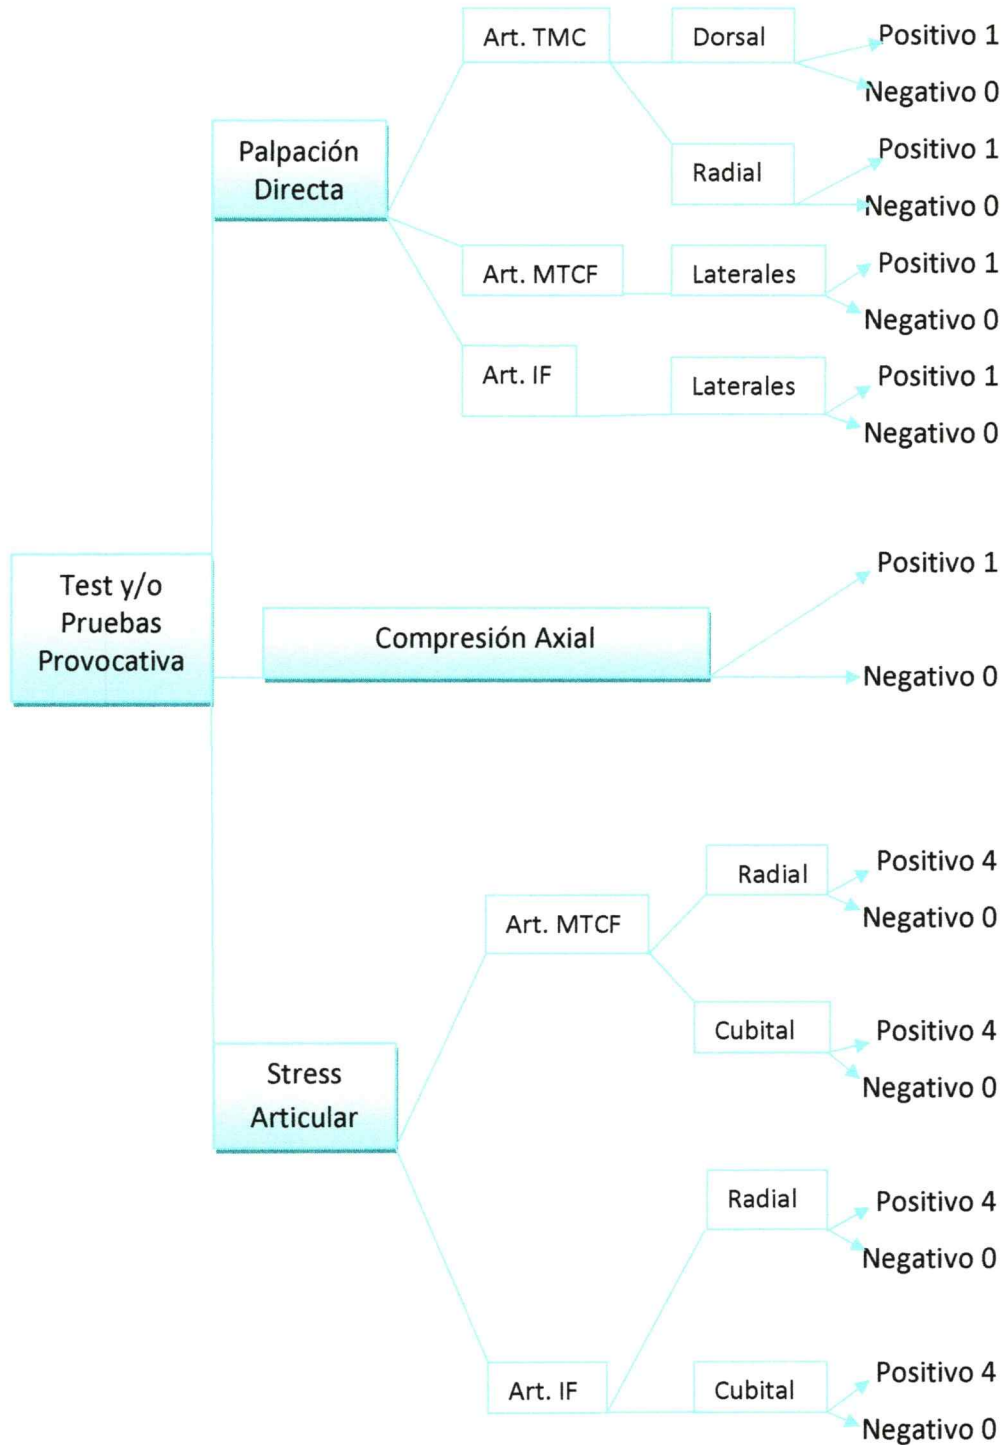 Art. TMC
Dorsal
Positivo 1
Negativo 0
Palpación
Directa
Radial
Positivo 1
Negativo 0
Art. MTCF
Laterales
Positivo 1
Negativo 0
Art. IF
Laterales
Positivo 1
Negativo 0
Test y/o
Pruebas
Provocativa
Compresión Axial
Positivo 1
Negativo 0
Stress
Articular
Art. MTCF
Radial
Positivo 4
Negativo 0
Cubital
Positivo 4
Negativo 0
Art. IF
Radial
Positivo 4
Negativo 0
Cubital
Positivo 4
Negativo 0